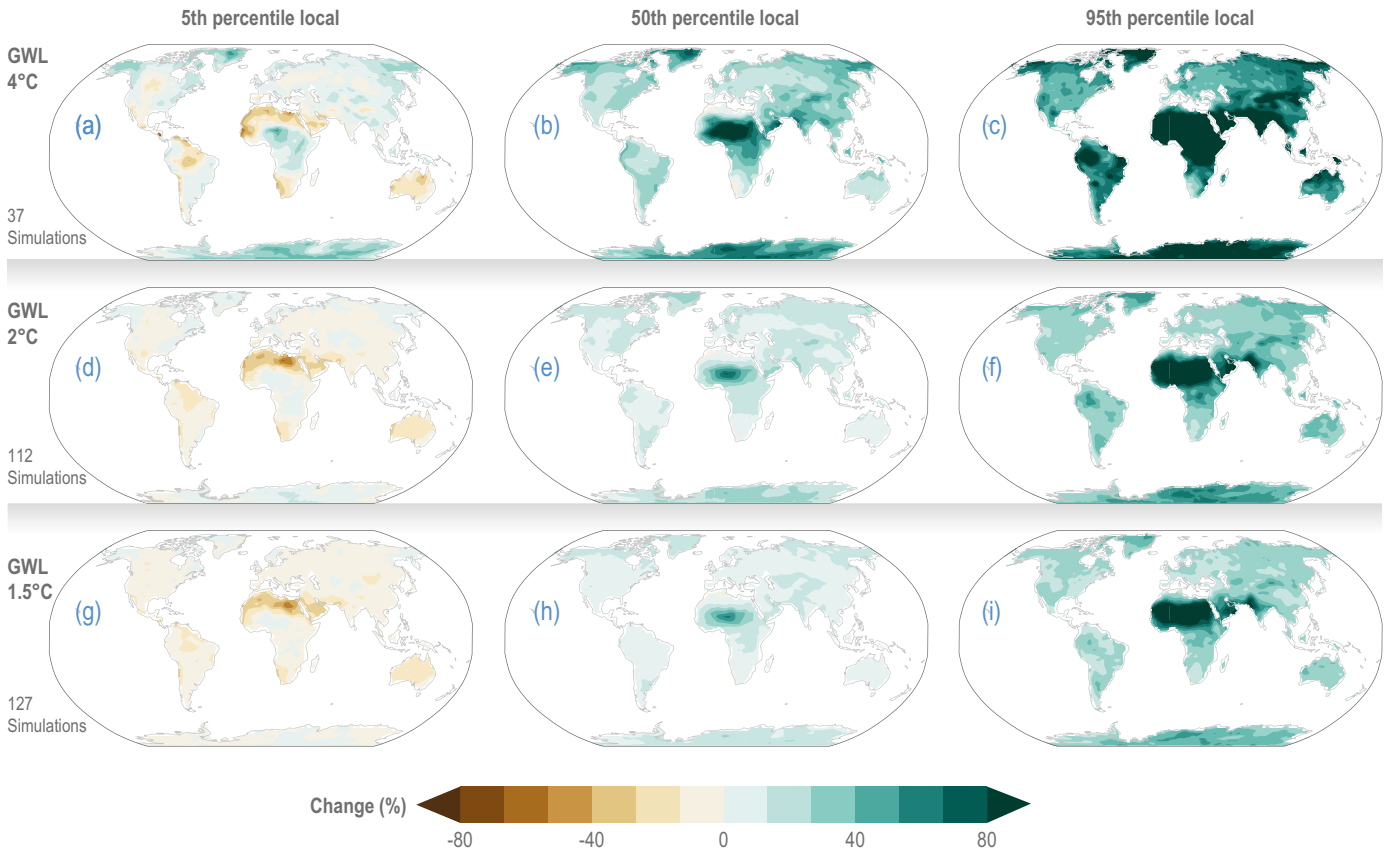 5th percentile local
50th percentile local
95th percentile local
GWL
4°C
(a)
(b)
(c)
37
Simulations
GWL
2°C
(d)
(e)
(f)
112
Simulations
GWL
1.5°C
(g)
(h)
(i)
127
Simulations
Change (%)
-80
-40
0
40
80